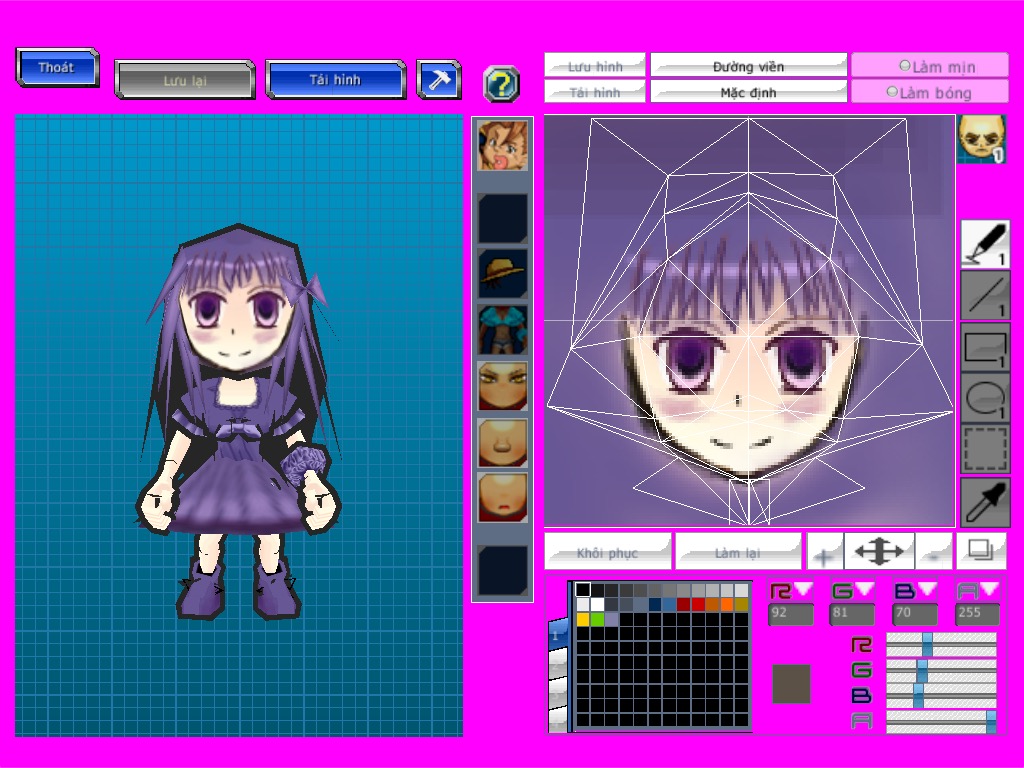 Thoát
Lưu lại
Tải hình
?
Lưu hình
Đường viền
Làm mịn
Tải hình
Mặc định
Làm bóng
1
1
1
1
1
Khôi phục
Làm lại
+
-
R
G
B
A
92
81
70
255
1
R
G
B
A